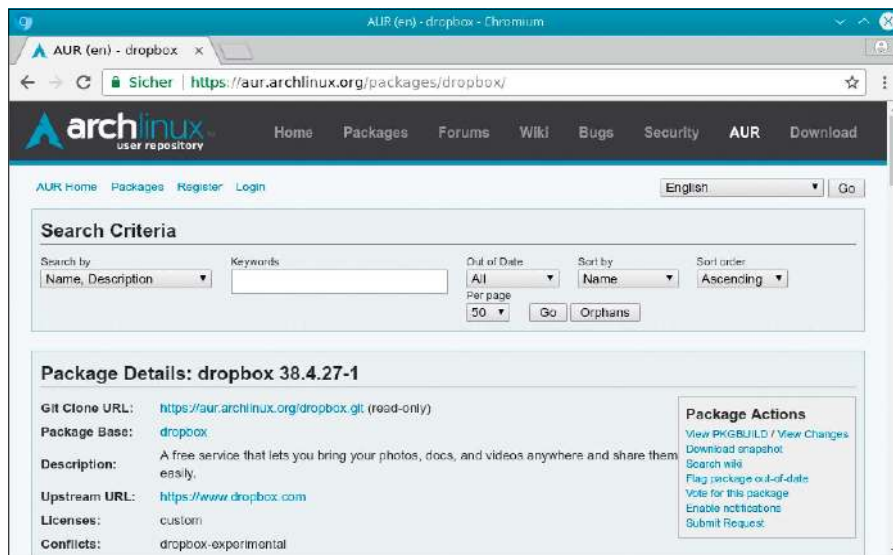 AUR (en) - dropbox - Chromium
AUR (en) - dropbox ×
Sicher | https://aur.archlinux.org/packages/dropbox/
archlinux
user repository
Home Packages Forums Wiki Bugs Security AUR Download
AUR Home Packages Register Login
English Go
Search Criteria
Search by Keywords Out of Date Sort by Sort order
Name, Description All Name Ascending
Per page
50 Go Orphans
Package Details: dropbox 38.4.27-1
Git Clone URL: https://aur.archlinux.org/dropbox.git (read-only)
Package Base: dropbox
Description: A free service that lets you bring your photos, docs, and videos anywhere and share them
easily.
Upstream URL: https://www.dropbox.com
Licenses: custom
Conflicts: dropbox-experimental
Package Actions
View PKGBUILD / View Changes
Download snapshot
Search wiki
Flag package out-of-date
Vote for this package
Enable notifications
Submit Request